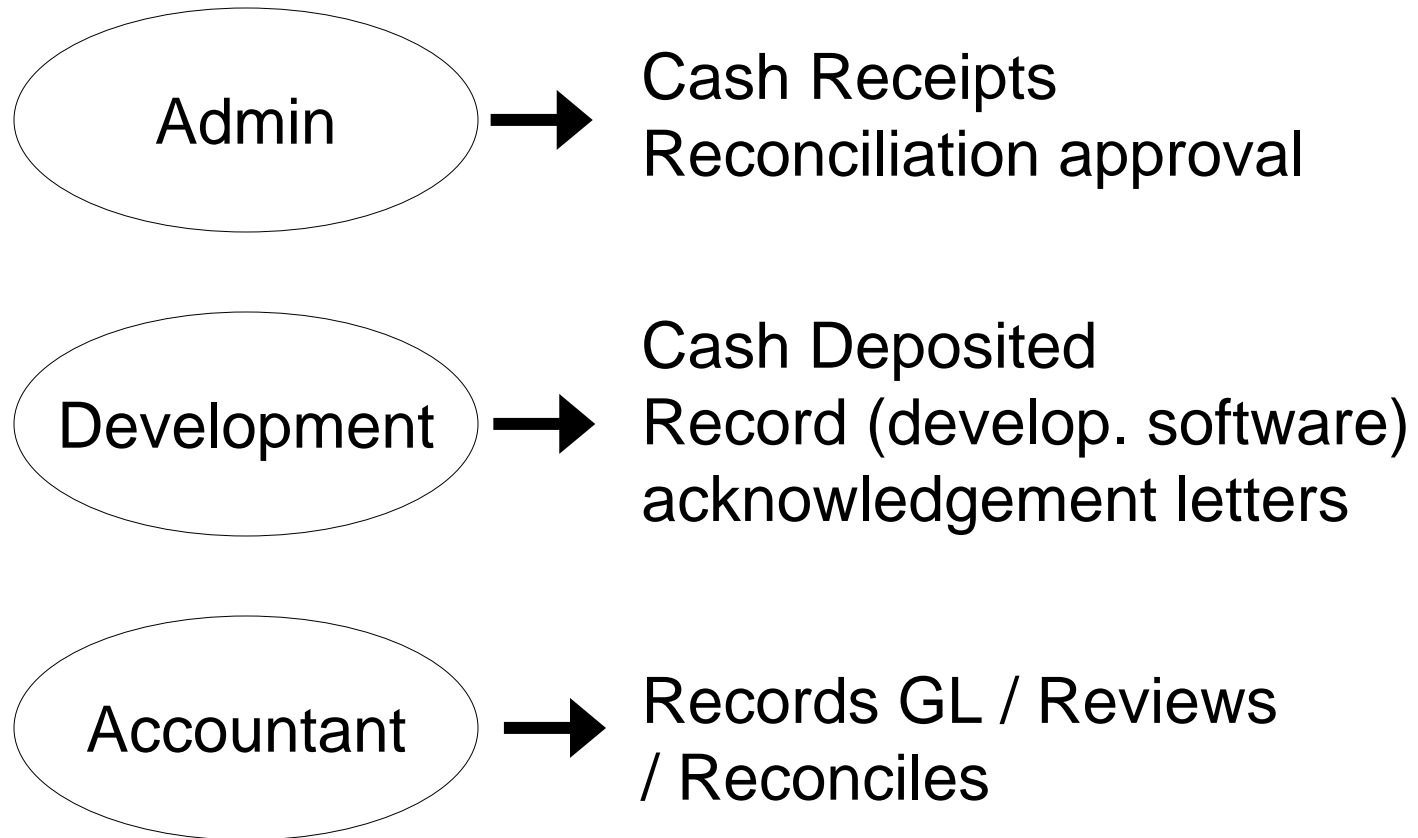 Admin
Cash Receipts
Reconciliation approval
Development
Cash Deposited
Record (develop. software)
acknowledgement letters
Accountant
Records GL / Reviews
/ Reconciles